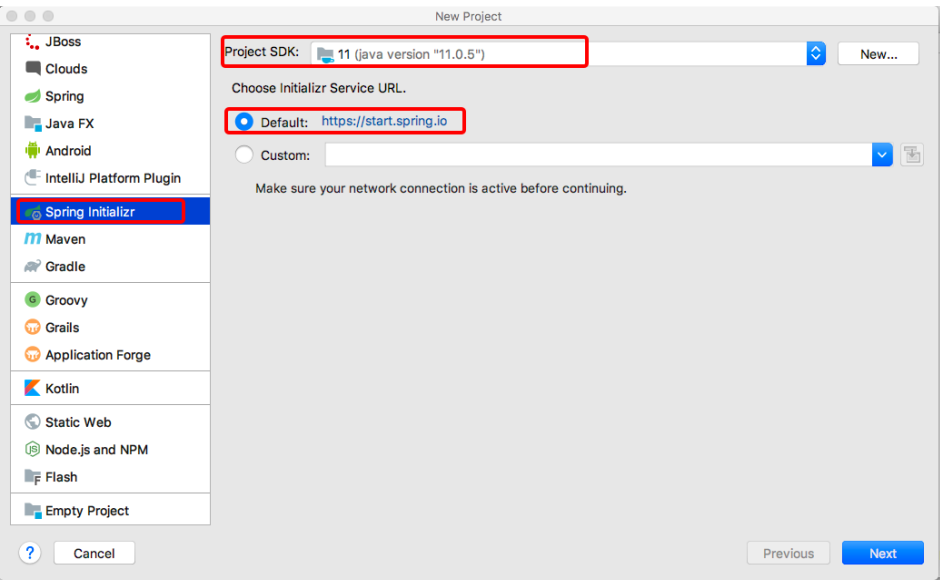 New Project
JBoss
Clouds
Spring
Java FX
Android
IntelliJ Platform Plugin
Spring Initializr
Maven
Gradle
Groovy
Grails
Application Forge
Kotlin
Static Web
Node.js and NPM
Flash
Empty Project
Project SDK: 11 (java version "11.0.5") New...
Choose Initializr Service URL.
Default: https://start.spring.io
Custom:
Make sure your network connection is active before continuing.
? Cancel Previous Next